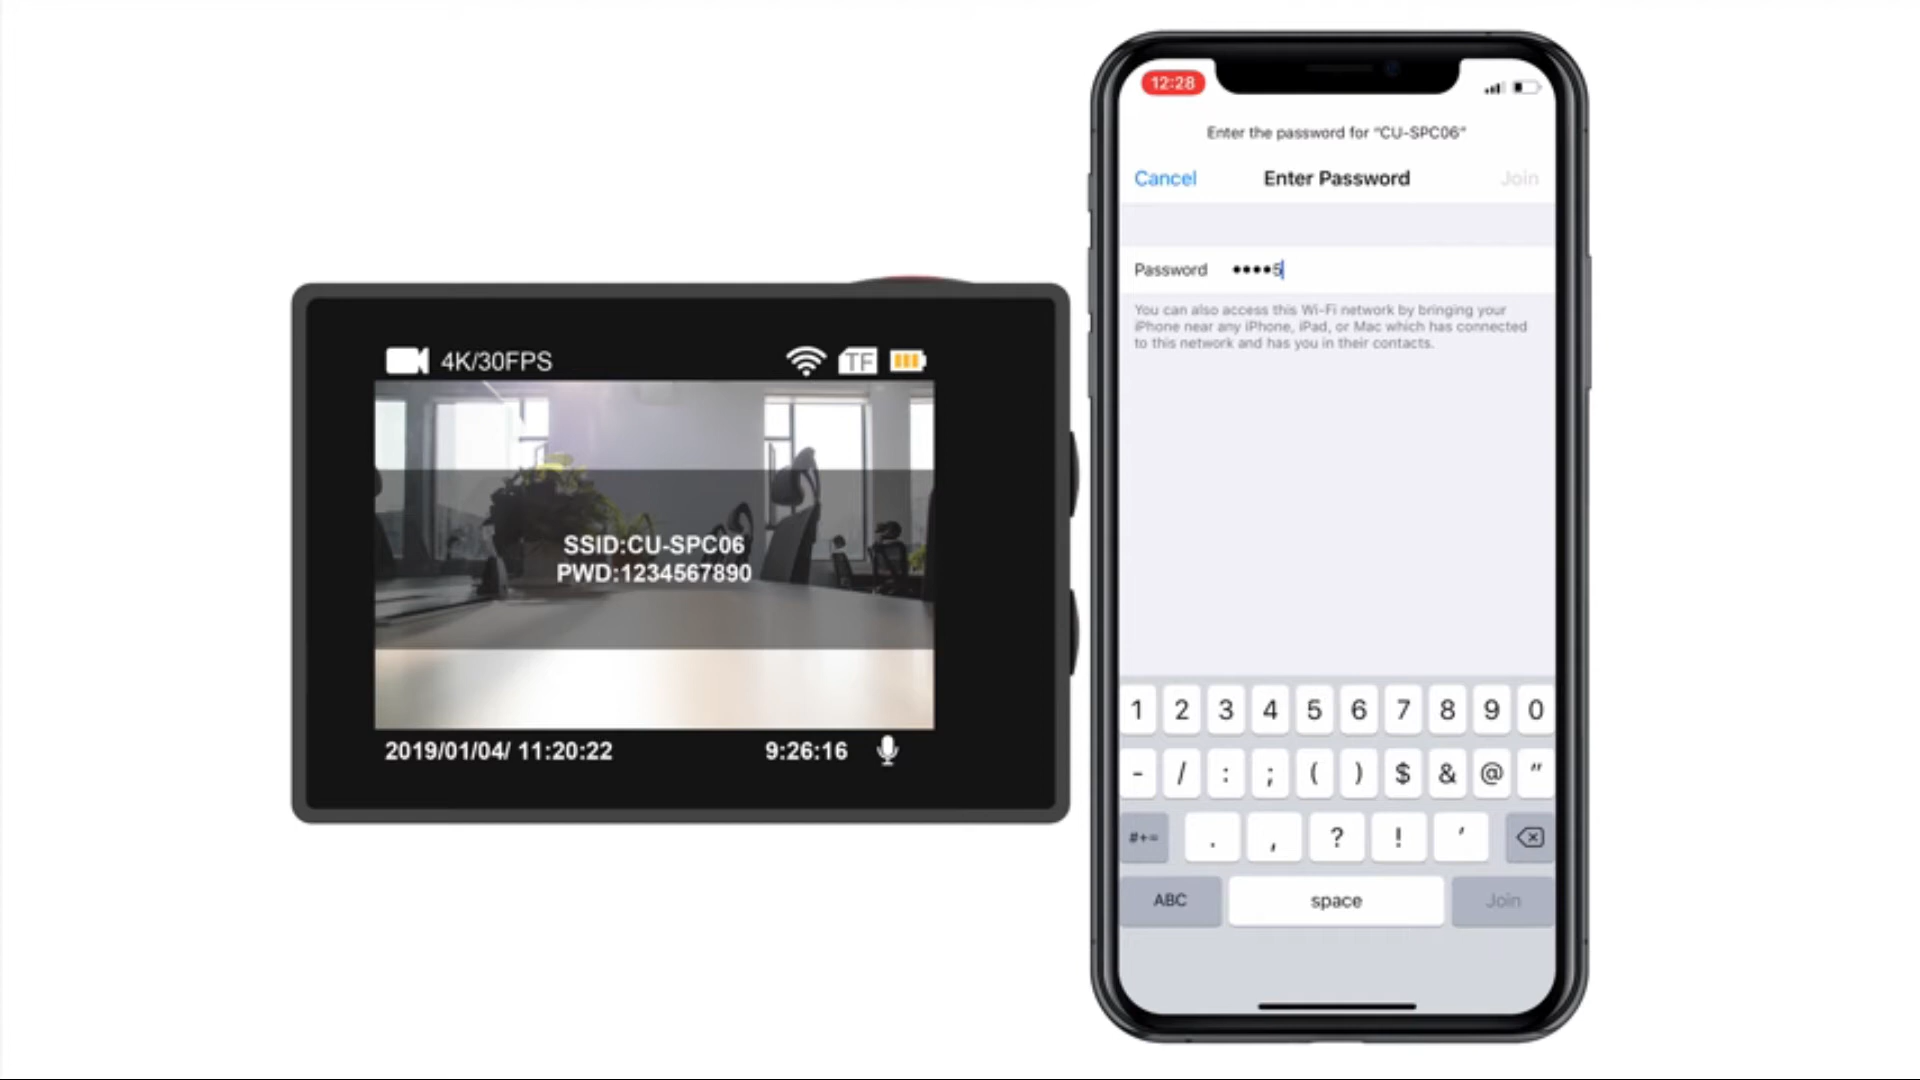 4K/30FPS
TF
SSID:CU-SPC06
PWD:1234567890
2019/01/04/ 11:20:22
9:26:16
12:28
Enter the password for “CU-SPC06”
Cancel
Enter Password
Join
Password
••••5
You can also access this Wi-Fi network by bringing your
iPhone near any iPhone, iPad, or Mac which has connected
to this network and has you in their contacts.
1 2 3 4 5 6 7 8 9 0
- / : ; ( ) $ & @ "
#+= . , ? ! '
ABC space Join